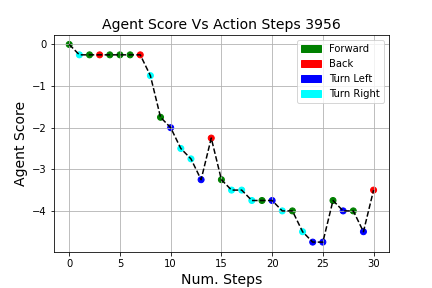 Agent Score Vs Action Steps 3956
Forward
Back
Turn Left
Turn Right
0
−1
−2
−3
−4
Agent Score
0 5 10 15 20 25 30
Num. Steps